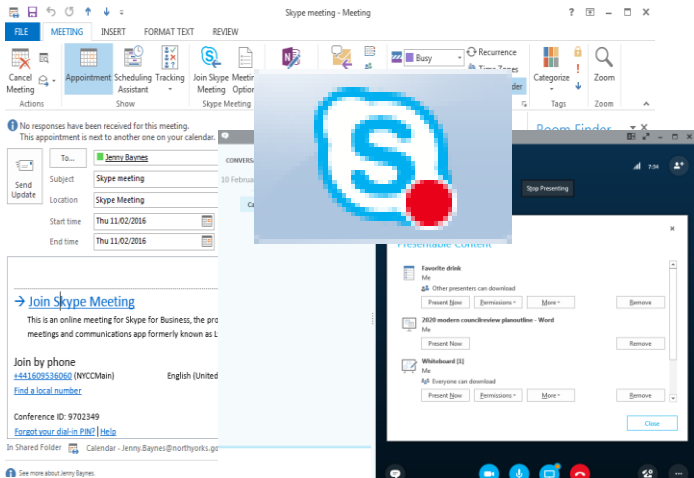 Skype meeting - Meeting
FILE MEETING INSERT FORMAT TEXT REVIEW
Cancel Meeting
Appointment
Scheduling Assistant
Tracking
Join Skype Meeting
Busy
Recurrence
Time Zones
Categorize
Zoom
Actions Show Skype Meeting Tags Zoom
No responses have been received for this meeting.
This appointment is next to another one on your calendar.
Room Finder
Send Update
To... Jenny Baynes
Subject Skype meeting
Location Skype Meeting
Start time Thu 11/02/2016
End time Thu 11/02/2016
→ Join Skype Meeting
This is an online meeting for Skype for Business, the pro
meetings and communications app formerly known as L
Join by phone
+441609536060 (NYCCMain) English (United
Find a local number
Conference ID: 9702349
Forgot your dial-in PIN? | Help
In Shared Folder Calendar - Jenny.Baynes@northyorks.go
See more about Jenny Baynes.
CONVERS
10 Februa
Ca
7:54
Stop Presenting
Presentable Content
Favorite drink
Me
Other presenters can download
Present Now Permissions More Remove
2020 modern councilreview planoutline - Word
Me
Present Now Remove
Whiteboard [1]
Me
Everyone can download
Present Now Permissions More Remove
Close